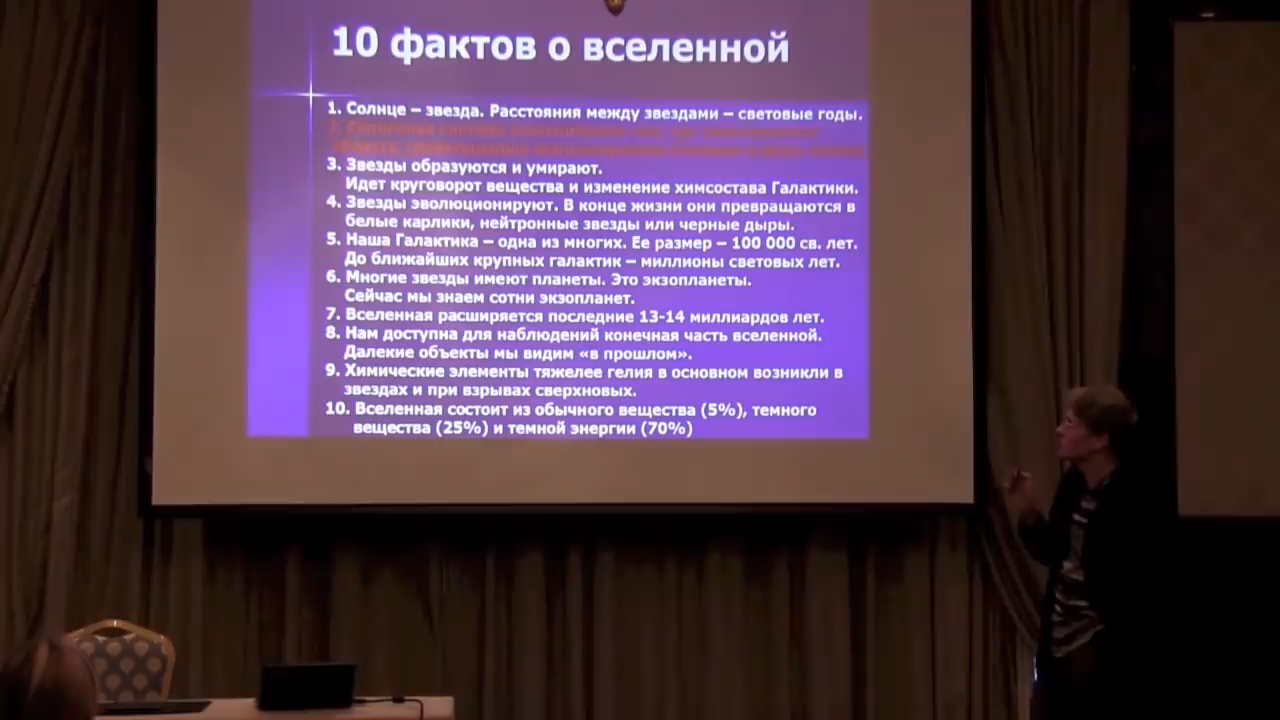 10 фактов о вселенной
1. Солнце – звезда. Расстояния между звездами – световые годы.
3. Звезды образуются и умирают.
Идет круговорот вещества и изменение химсостава Галактики.
4. Звезды эволюционируют. В конце жизни они превращаются в
белые карлики, нейтронные звезды или черные дыры.
5. Наша Галактика – одна из многих. Ее размер – 100 000 св. лет.
До ближайших крупных галактик – миллионы световых лет.
6. Многие звезды имеют планеты. Это экзопланеты.
Сейчас мы знаем сотни экзопланет.
7. Вселенная расширяется последние 13-14 миллиардов лет.
8. Нам доступна для наблюдений конечная часть вселенной.
Далекие объекты мы видим «в прошлом».
9. Химические элементы тяжелее гелия в основном возникли в
звездах и при взрывах сверхновых.
10. Вселенная состоит из обычного вещества (5%), темного
вещества (25%) и темной энергии (70%)